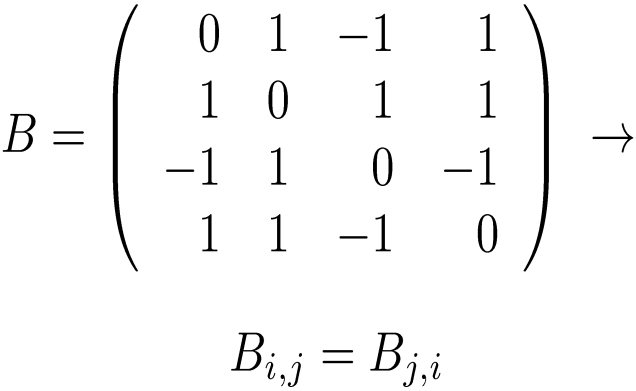 B = ( 0 1 −1 1
1 0 1 1
−1 1 0 −1
1 1 −1 0 ) →
B_{i,j} = B_{j,i}